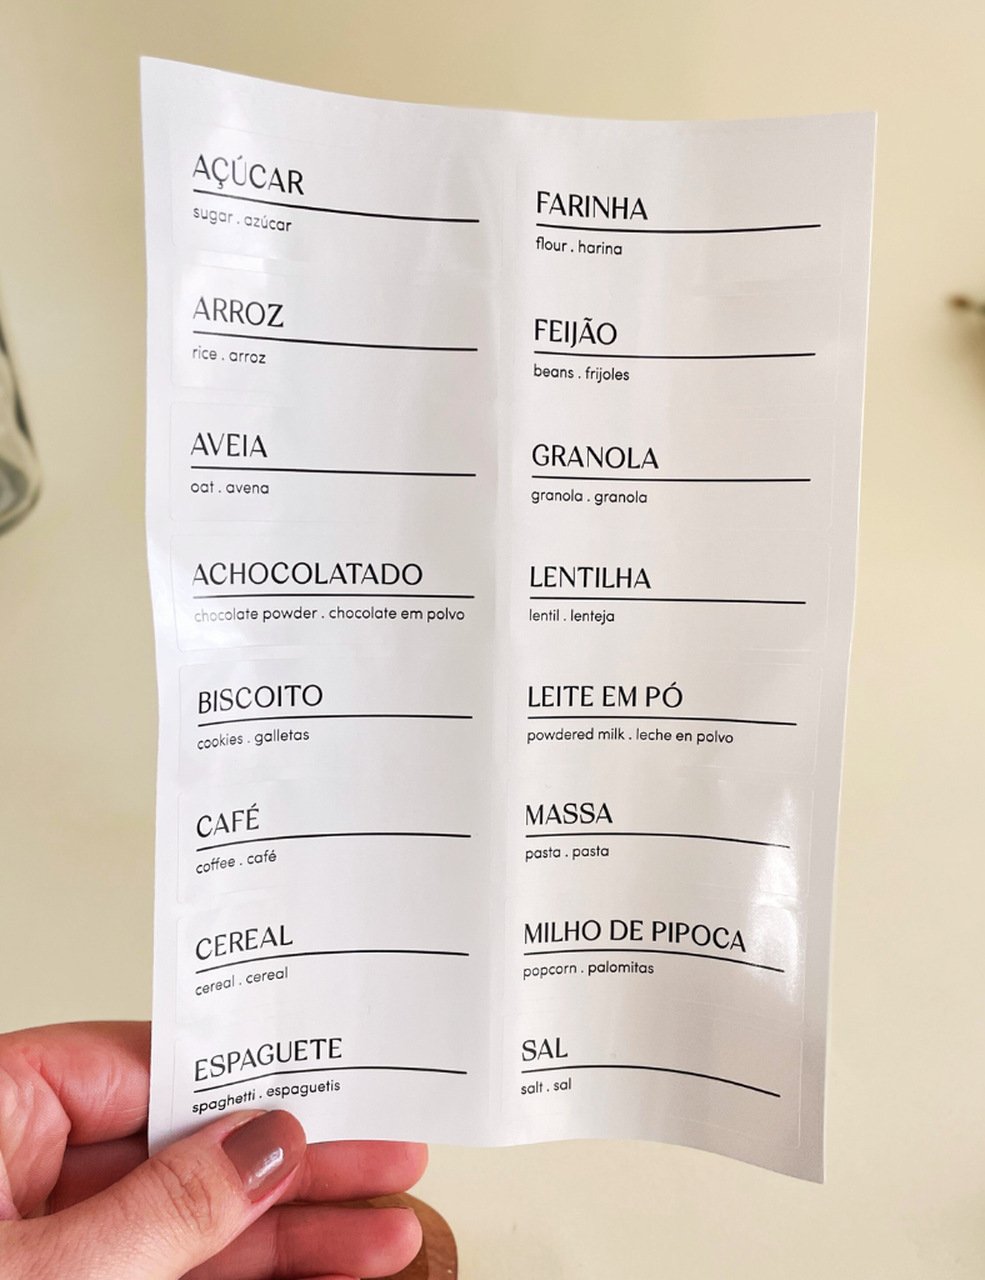 AÇÚCAR
sugar . azúcar
ARROZ
rice . arroz
AVEIA
oat . avena
ACHOCOLATADO
chocolate powder . chocolate em polvo
BISCOITO
cookies . galletas
CAFÉ
coffee . café
CEREAL
cereal . cereal
ESPAGUETE
spaghetti . espaguetis
FARINHA
flour . harina
FEIJÃO
beans . frijoles
GRANOLA
granola . granola
LENTILHA
lentil . lenteja
LEITE EM PÓ
powdered milk . leche en polvo
MASSA
pasta . pasta
MILHO DE PIPOCA
popcorn . palomitas
SAL
salt . sal